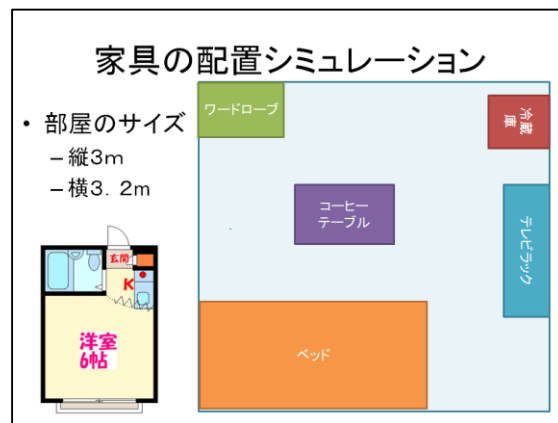 家具の配置シミュレーション
• 部屋のサイズ
–縦3m
–横3.2m
ワードローブ
冷蔵
庫
コーヒー
テーブル
テレビラック
ベッド
玄関
K
洋室
6帖